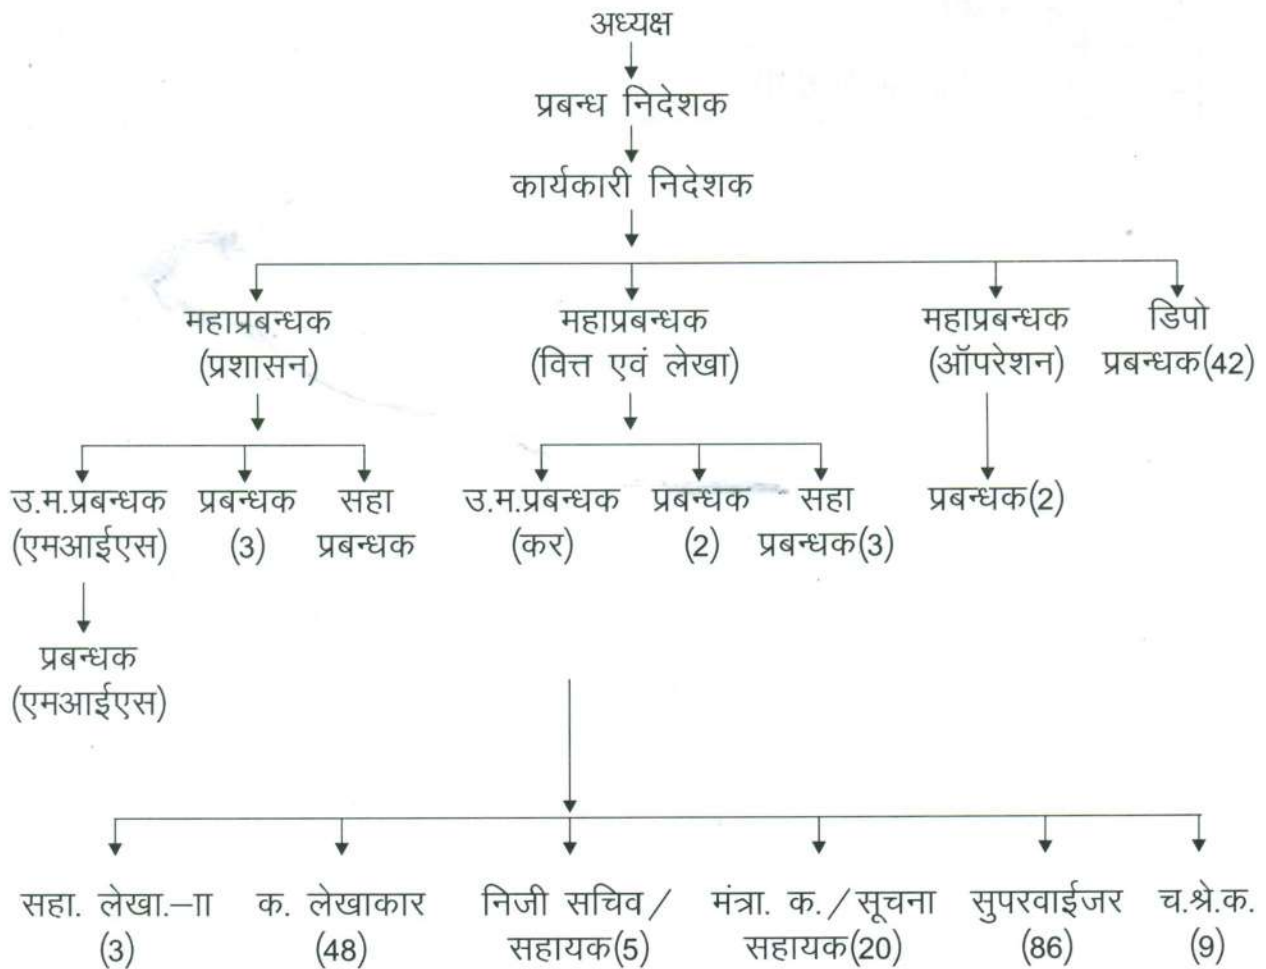 अध्यक्ष
प्रबन्ध निदेशक
कार्यकारी निदेशक
महाप्रबन्धक
(प्रशासन)
महाप्रबन्धक
(वित्त एवं लेखा)
महाप्रबन्धक
(ऑपरेशन)
डिपो
प्रबन्धक(42)
उ.म.प्रबन्धक
(एमआईएस)
प्रबन्धक
(3)
सहा
प्रबन्धक
उ.म.प्रबन्धक
(कर)
प्रबन्धक
(2)
सहा
प्रबन्धक(3)
प्रबन्धक(2)
प्रबन्धक
(एमआईएस)
सहा. लेखा.–II
(3)
क. लेखाकार
(48)
निजी सचिव/
सहायक(5)
मंत्रा. क./सूचना
सहायक(20)
सुपरवाईजर
(86)
च.श्रे.क.
(9)